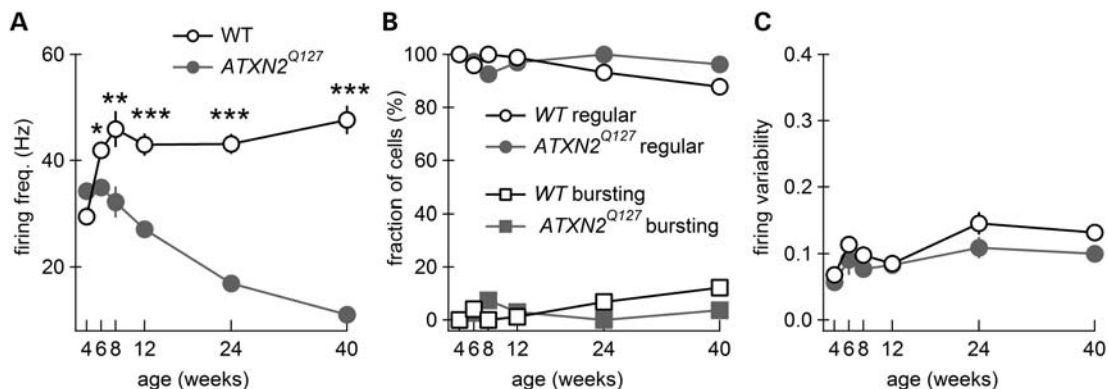 A
WT
ATXN2Q127
60
40
20
firing freq. (Hz)
*
**
***
***
***
4 6 8 12 24 40
age (weeks)
B
100
80
60
40
20
0
fraction of cells (%)
WT regular
ATXN2Q127 regular
WT bursting
ATXN2Q127 bursting
4 6 8 12 24 40
age (weeks)
C
0.4
0.3
0.2
0.1
0.0
firing variability
4 6 8 12 24 40
age (weeks)